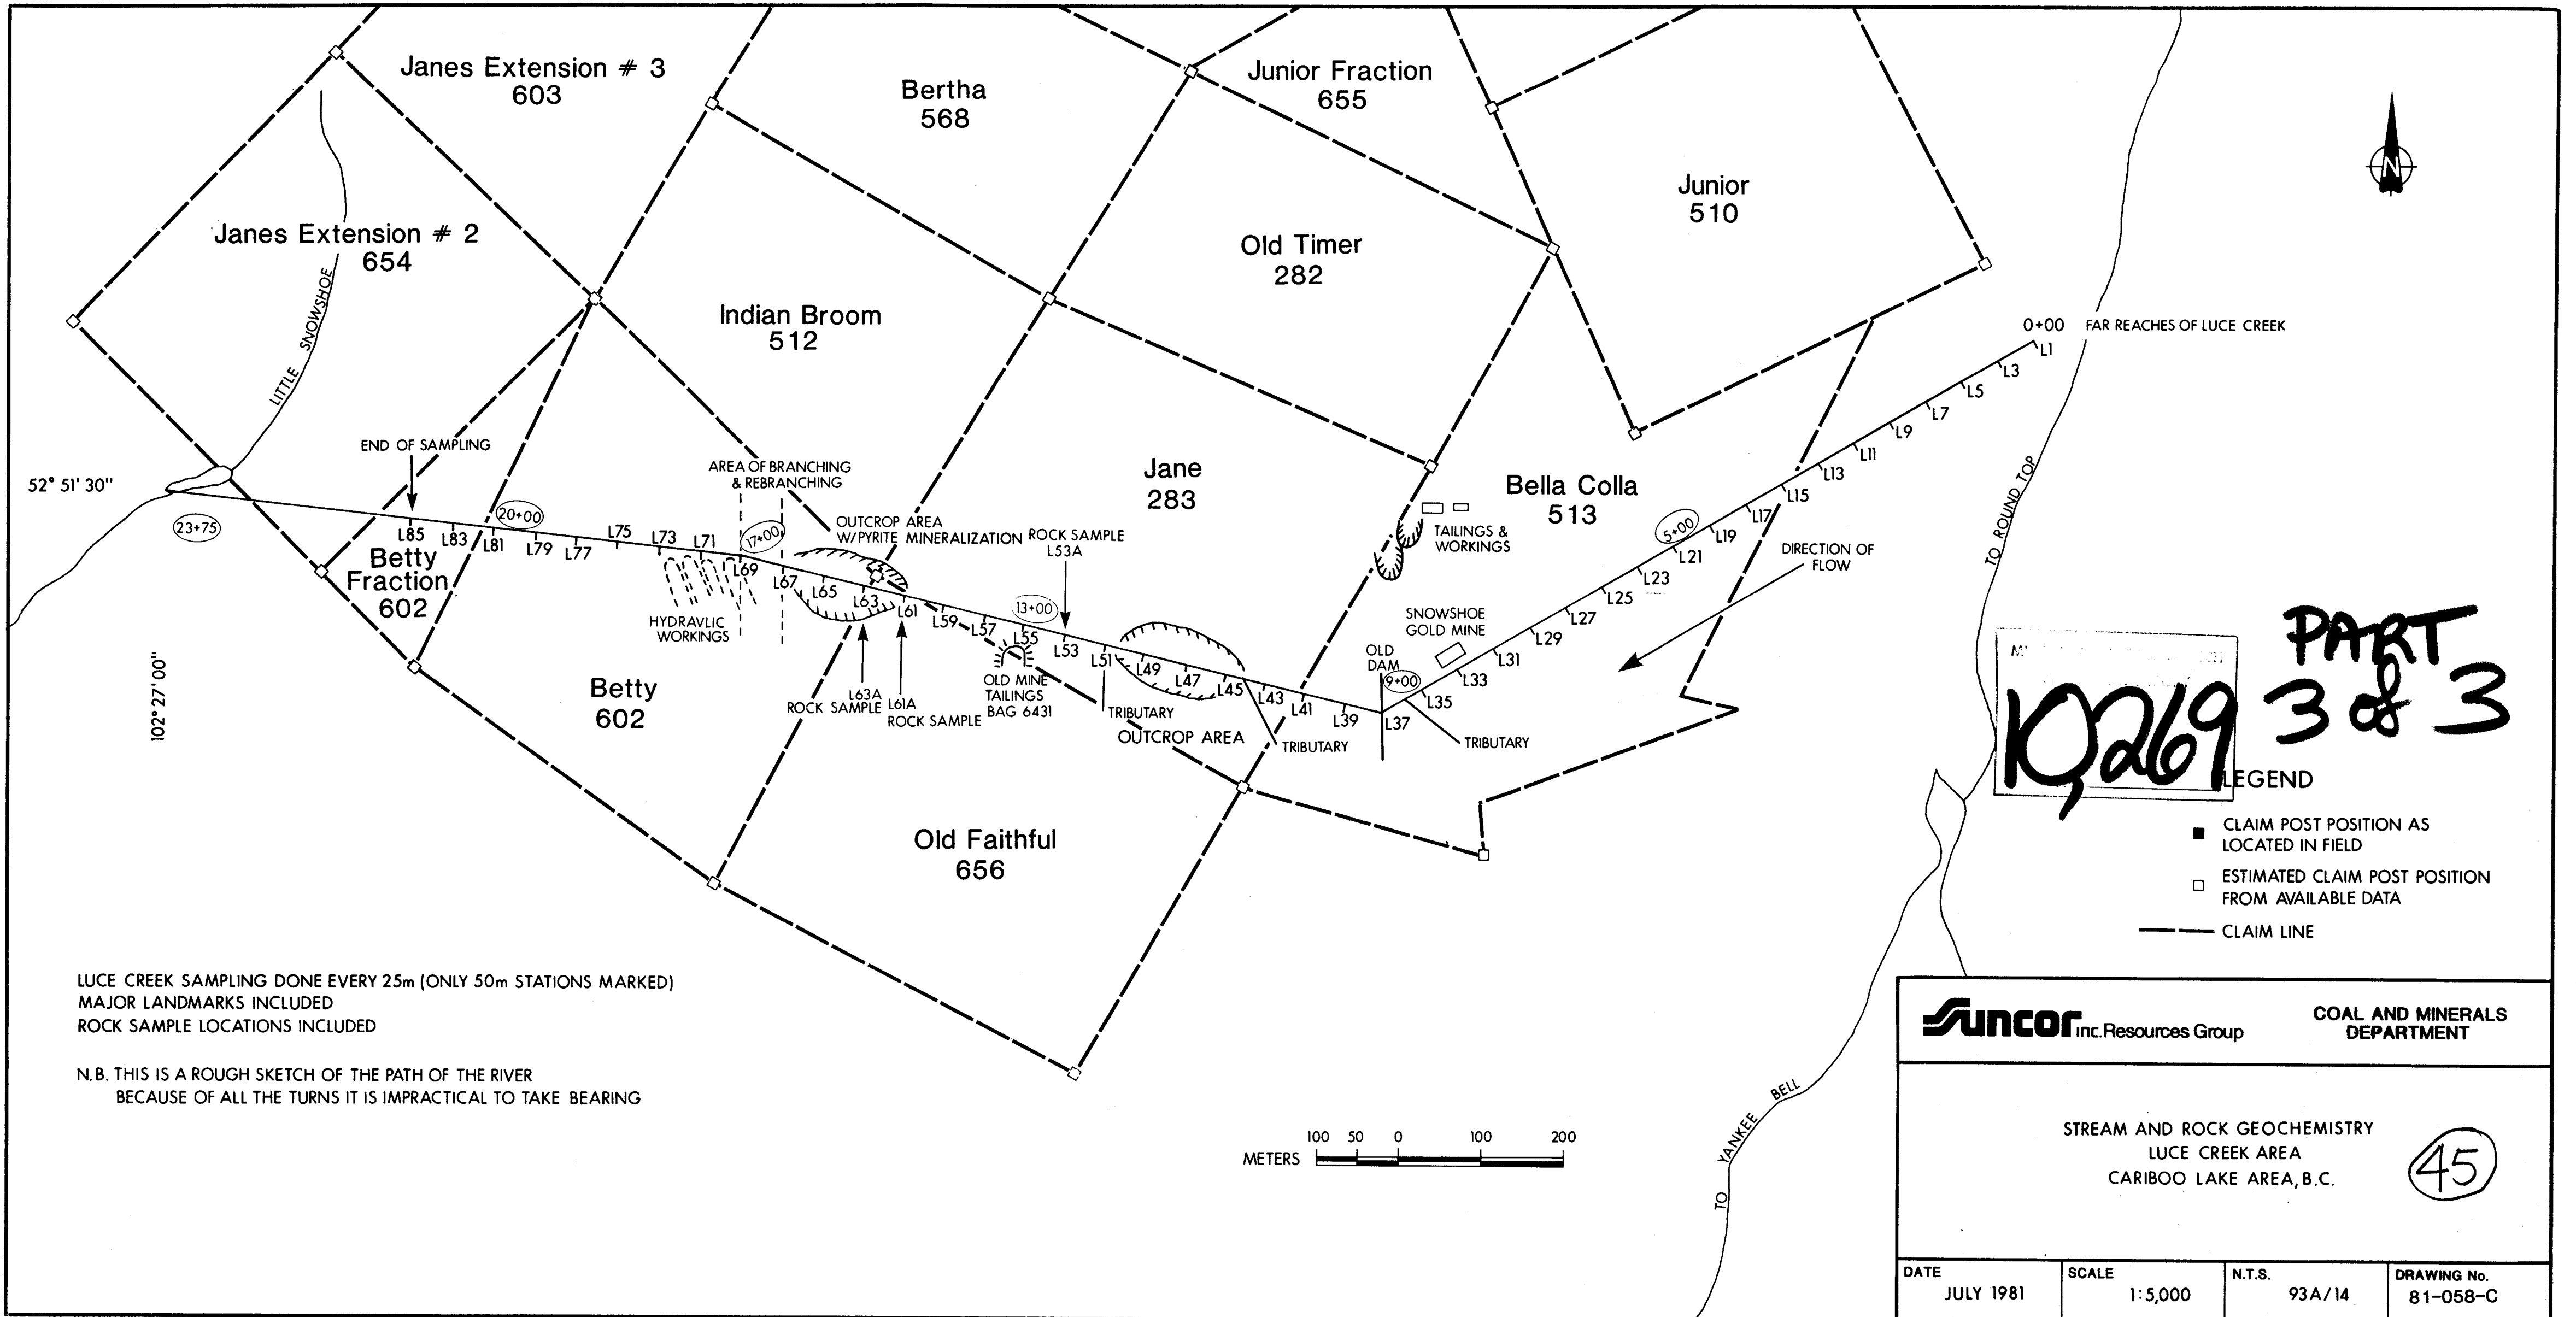 Janes Extension # 3
603
Bertha
568
Junior Fraction
655
Junior
510
N
Janes Extension # 2
654
LITTLE SNOWSHOE
Indian Broom
512
Old Timer
282
0+00 FAR REACHES OF LUCE CREEK
L1
L3
L5
L7
L9
L11
L13
L15
L17
L19
5+00
L21
L23
L25
L27
L29
L31
L33
L35
9+00
L37
L39
L41
L43
L45
L47
L49
L51
L53
13+00
L55
L57
L59
L61
L63
L65
L67
17+00
L69
L71
L73
L75
L77
L79
20+00
L81
L83
L85
23+75
END OF SAMPLING
52° 51' 30"
102° 27' 00"
AREA OF BRANCHING
& REBRANCHING
OUTCROP AREA
W/PYRITE MINERALIZATION
ROCK SAMPLE
L53A
Jane
283
Bella Colla
513
TAILINGS &
WORKINGS
DIRECTION OF
FLOW
TO ROUND TOP
SNOWSHOE
GOLD MINE
OLD
DAM
Betty
Fraction
602
HYDRAVLIC
WORKINGS
Betty
602
L63A
ROCK SAMPLE
L61A
ROCK SAMPLE
OLD MINE
TAILINGS
BAG 6431
TRIBUTARY
OUTCROP AREA
TRIBUTARY
TRIBUTARY
Old Faithful
656
PART
3 of 3
10,269
LEGEND
CLAIM POST POSITION AS
LOCATED IN FIELD
ESTIMATED CLAIM POST POSITION
FROM AVAILABLE DATA
CLAIM LINE
LUCE CREEK SAMPLING DONE EVERY 25m (ONLY 50m STATIONS MARKED)
MAJOR LANDMARKS INCLUDED
ROCK SAMPLE LOCATIONS INCLUDED
N.B. THIS IS A ROUGH SKETCH OF THE PATH OF THE RIVER
BECAUSE OF ALL THE TURNS IT IS IMPRACTICAL TO TAKE BEARING
100 50 0 100 200
METERS
TO YANKEE BELL
Suncor Inc. Resources Group
COAL AND MINERALS
DEPARTMENT
STREAM AND ROCK GEOCHEMISTRY
LUCE CREEK AREA
CARIBOO LAKE AREA, B.C.
45
DATE
JULY 1981
SCALE
1:5,000
N.T.S.
93A/14
DRAWING No.
81-058-C